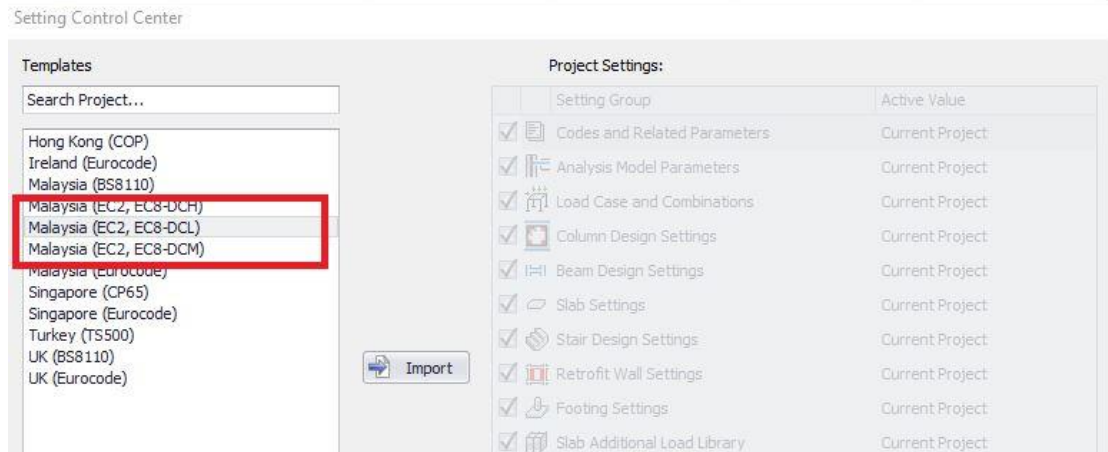 Setting Control Center
Templates
Search Project...
Hong Kong (COP)
Ireland (Eurocode)
Malaysia (BS8110)
Malaysia (EC2, EC8-DCH)
Malaysia (EC2, EC8-DCL)
Malaysia (EC2, EC8-DCM)
Malaysia (Eurocode)
Singapore (CP65)
Singapore (Eurocode)
Turkey (TS500)
UK (BS8110)
UK (Eurocode)
Import
Project Settings:
Setting Group Active Value
Codes and Related Parameters Current Project
Analysis Model Parameters Current Project
Load Case and Combinations Current Project
Column Design Settings Current Project
Beam Design Settings Current Project
Slab Settings Current Project
Stair Design Settings Current Project
Retrofit Wall Settings Current Project
Footing Settings Current Project
Slab Additional Load Library Current Project